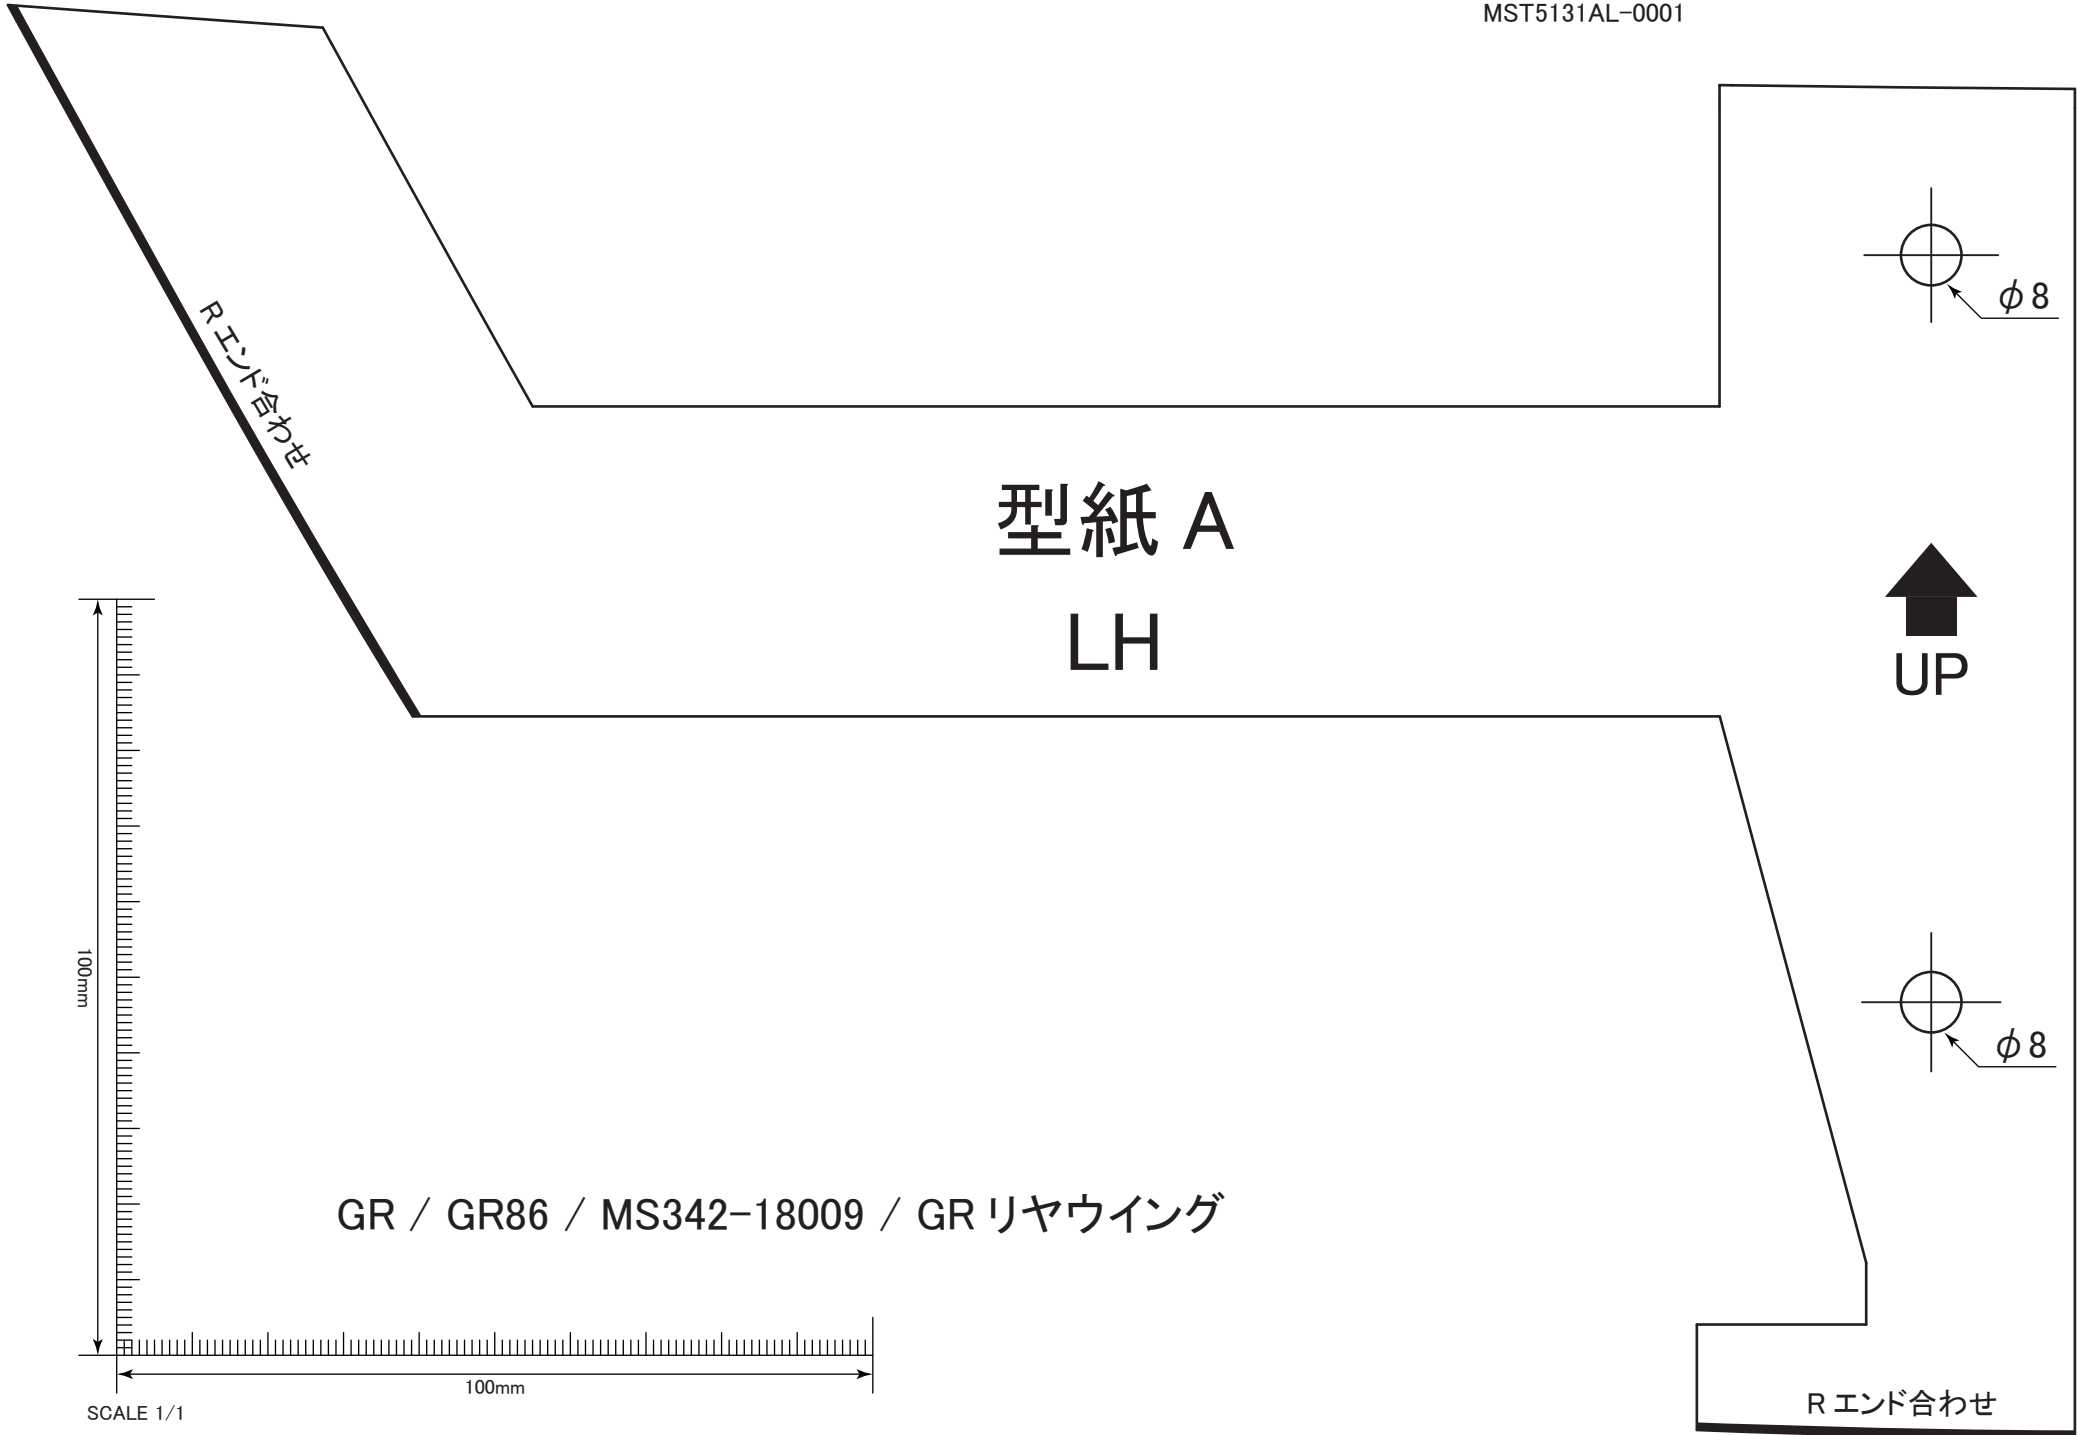 MST5131AL-0001
φ8
Rエンド合わせ
型紙 A
LH
UP
100mm
φ8
GR / GR86 / MS342-18009 / GR リヤウイング
100mm
SCALE 1/1
R エンド合わせ